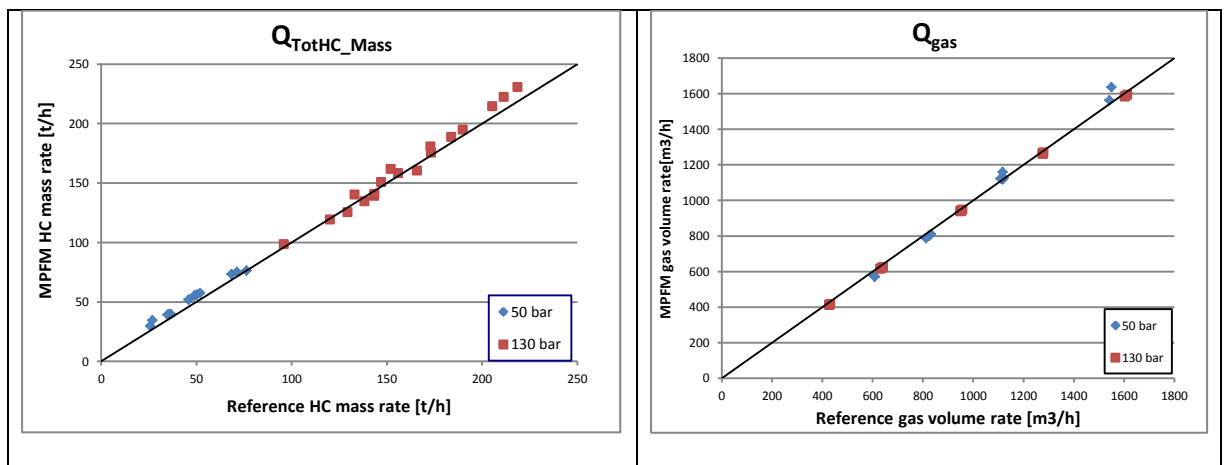 Q TotHC_Mass
MPFM HC mass rate [t/h]
250
200
150
100
50
0
0 50 100 150 200 250
Reference HC mass rate [t/h]
50 bar
130 bar
Q gas
MPFM gas volume rate[m3/h]
1800
1600
1400
1200
1000
800
600
400
200
0
0 200 400 600 800 1000 1200 1400 1600 1800
Reference gas volume rate [m3/h]
50 bar
130 bar